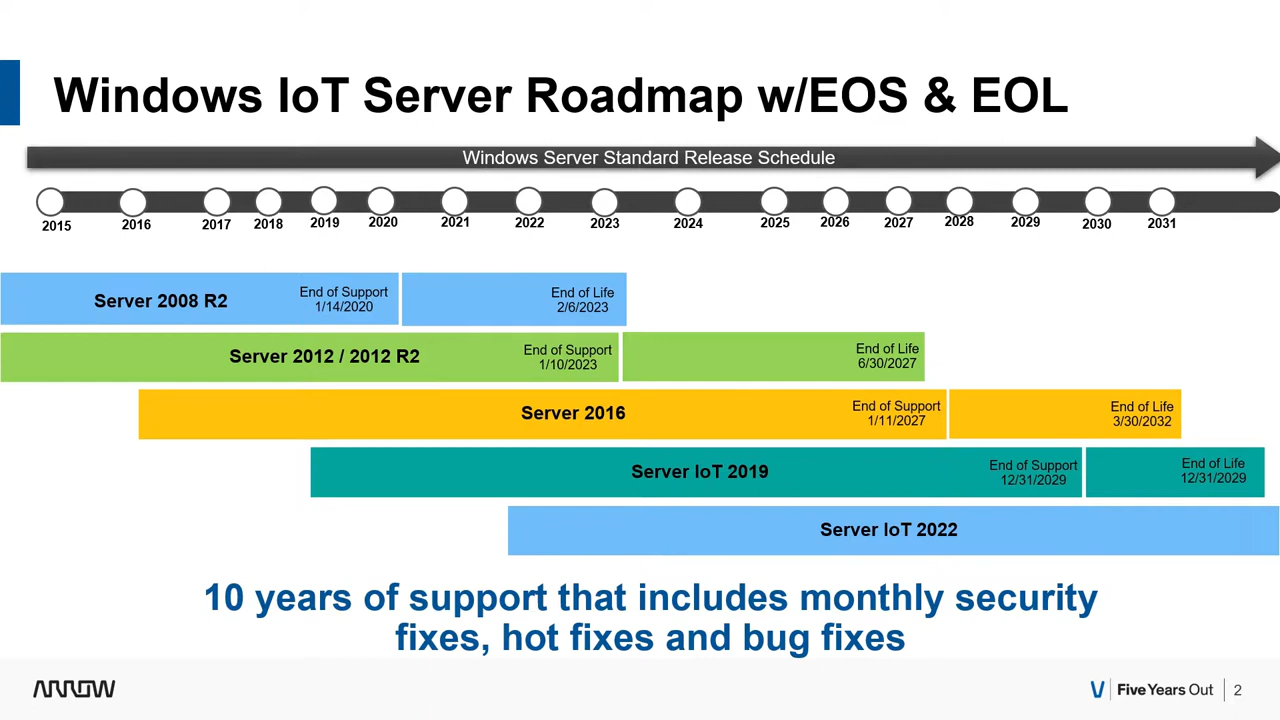 Windows IoT Server Roadmap w/EOS & EOL
Windows Server Standard Release Schedule
2015 2016 2017 2018 2019 2020 2021 2022 2023 2024 2025 2026 2027 2028 2029 2030 2031
Server 2008 R2
End of Support
1/14/2020
End of Life
2/6/2023
Server 2012 / 2012 R2
End of Support
1/10/2023
End of Life
6/30/2027
Server 2016
End of Support
1/11/2027
End of Life
3/30/2032
Server IoT 2019
End of Support
12/31/2029
End of Life
12/31/2029
Server IoT 2022
10 years of support that includes monthly security
fixes, hot fixes and bug fixes
ARROW
Five Years Out
2